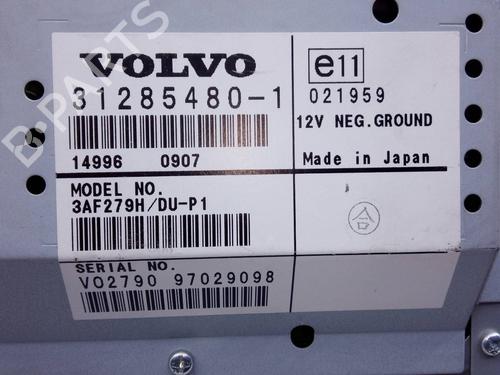 VOLVO
31285480-1
14996 0907
MODEL NO.
3AF279H/DU-P1
SERIAL NO.
VO2790 97029098
e11
021959
12V NEG.GROUND
Made in Japan
合
B-PARTS